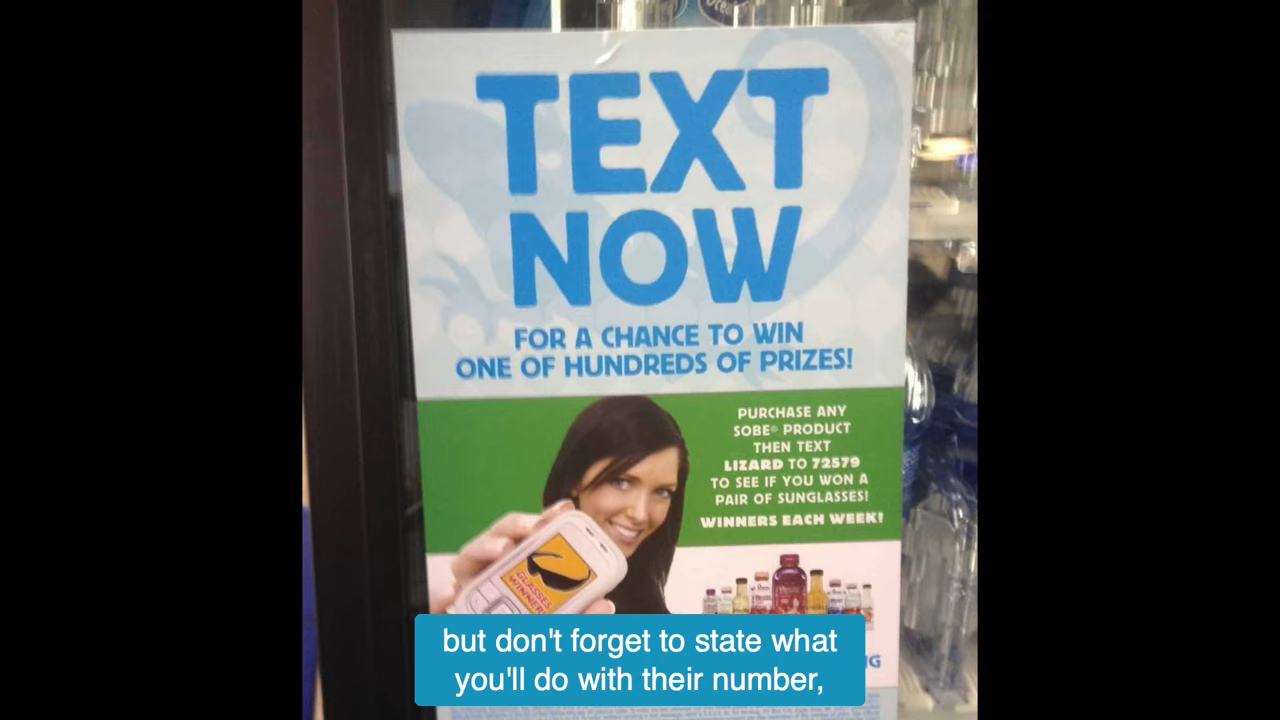 TEXT
NOW
FOR A CHANCE TO WIN
ONE OF HUNDREDS OF PRIZES!
PURCHASE ANY
SOBE® PRODUCT
THEN TEXT
LIZARD TO 72579
TO SEE IF YOU WON A
PAIR OF SUNGLASSES!
WINNERS EACH WEEK!
GLASSES
WINNER!
but don't forget to state what
you'll do with their number,